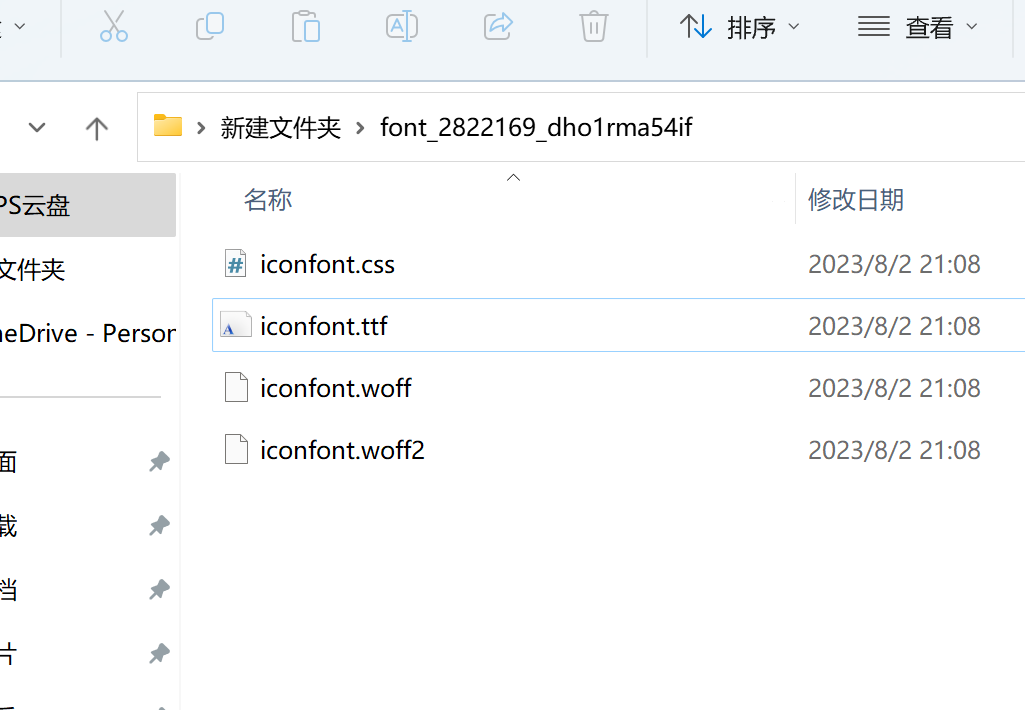 排序
查看
新建文件夹 font_2822169_dho1rma54if
PS云盘
文件夹
neDrive - Person
面
载
档
片
名称 修改日期
iconfont.css 2023/8/2 21:08
iconfont.ttf 2023/8/2 21:08
iconfont.woff 2023/8/2 21:08
iconfont.woff2 2023/8/2 21:08